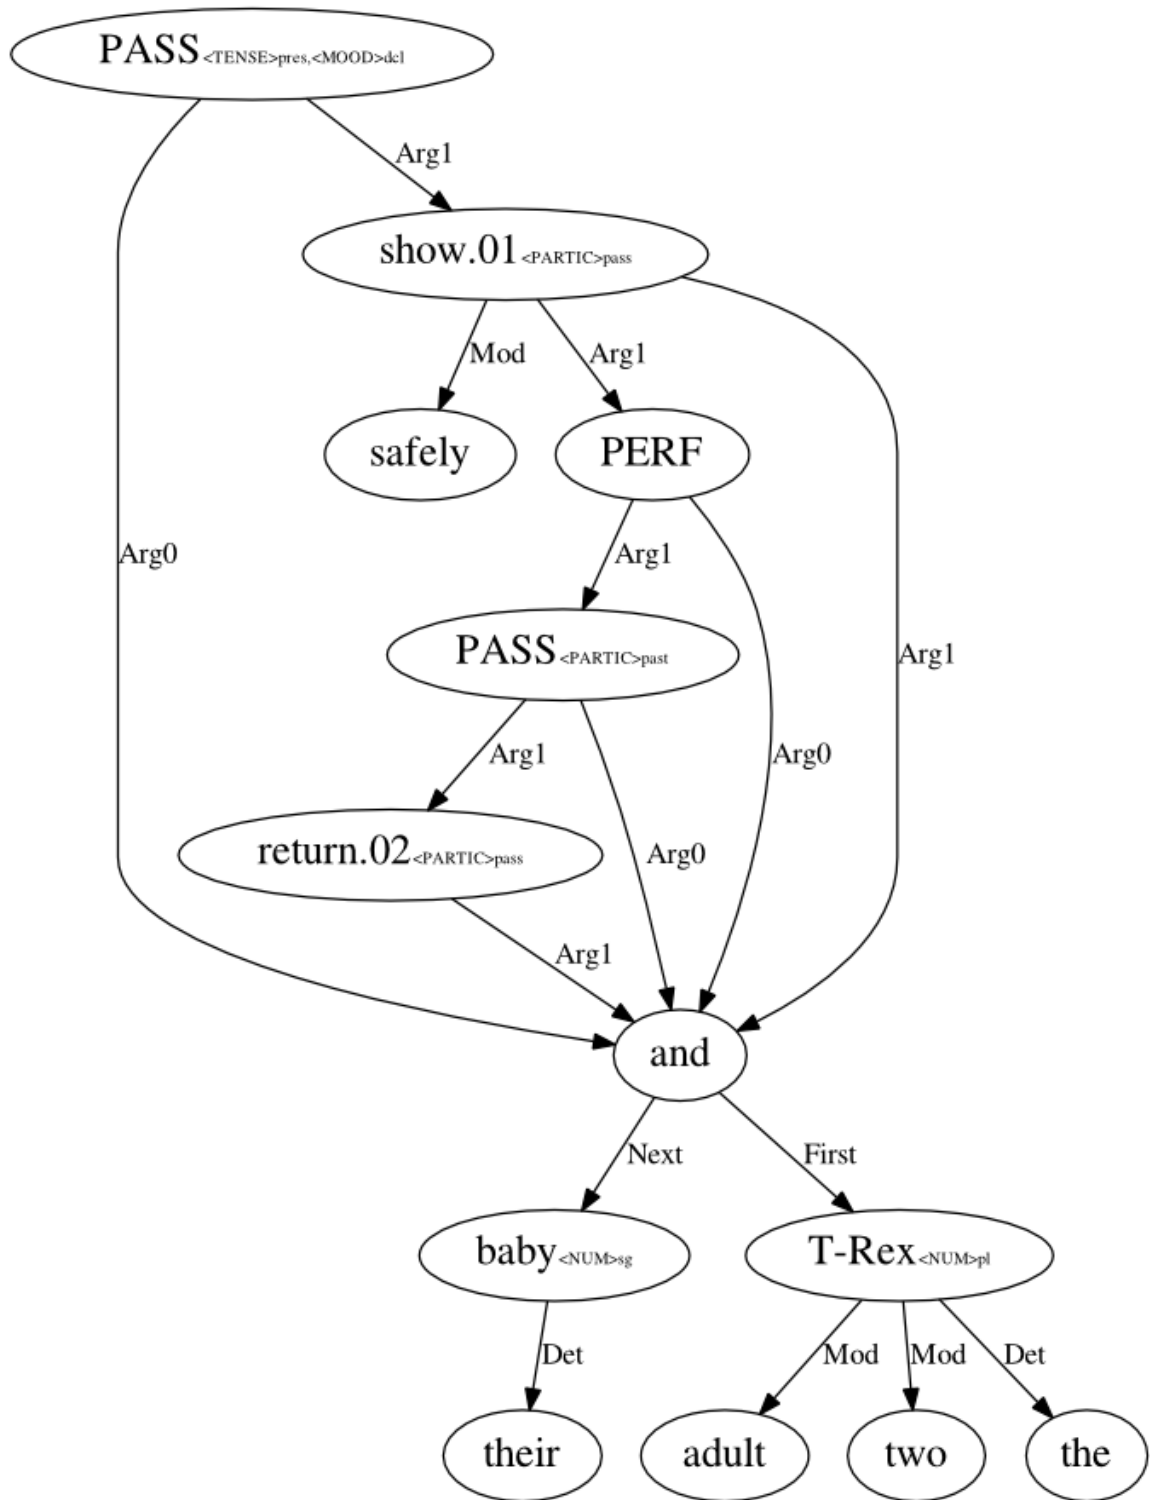 PASS<TENSE>pres,<MOOD>dcl
Arg1
show.01<PARTIC>pass
Mod
Arg1
safely
PERF
Arg0
Arg1
Arg1
PASS<PARTIC>past
Arg1
Arg0
return.02<PARTIC>pass
Arg0
Arg1
and
Next
First
baby<NUM>sg
T-Rex<NUM>pl
Det
Mod
Mod
Det
their
adult
two
the